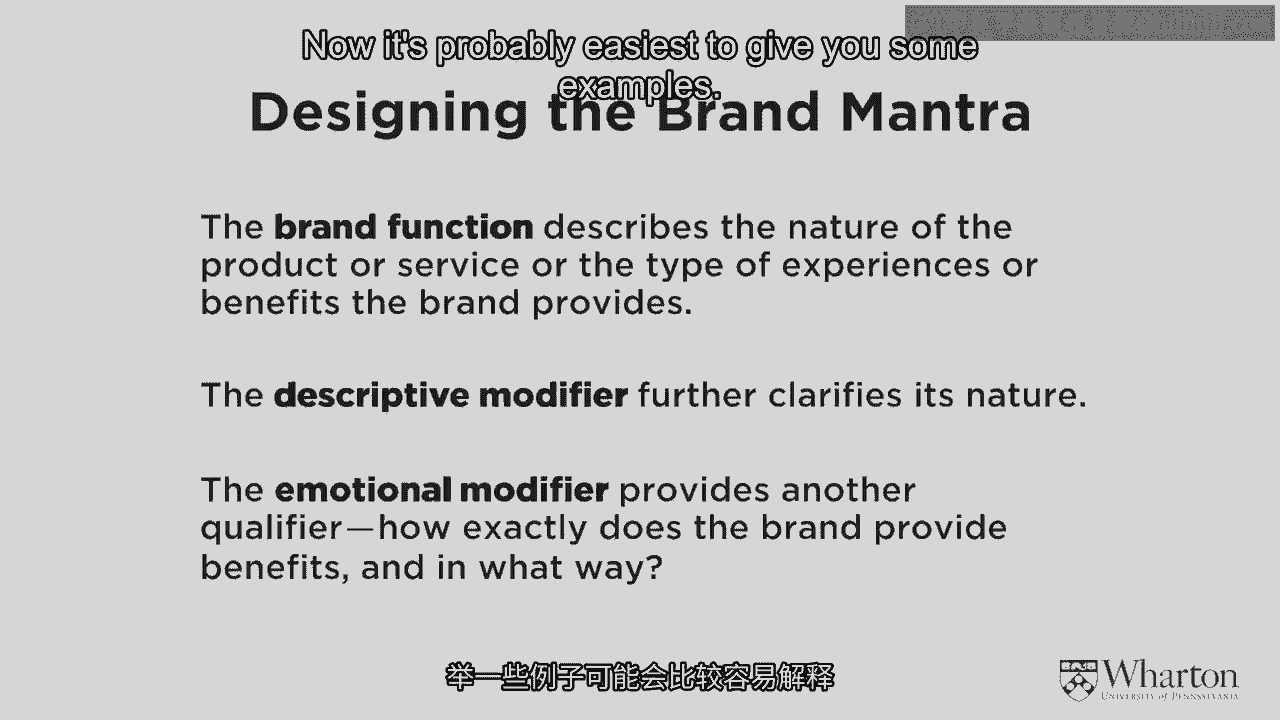 Now it's probably easiest to give you some
examples.
Designing the Brand Mantra
The brand function describes the nature of the
product or service or the type of experiences or
benefits the brand provides.
The descriptive modifier further clarifies its nature.
The emotional modifier provides another
qualifier—how exactly does the brand provide
benefits, and in what way?
举一些例子可能会比较容易解释
Wharton
UNIVERSITY of PENNSYLVANIA